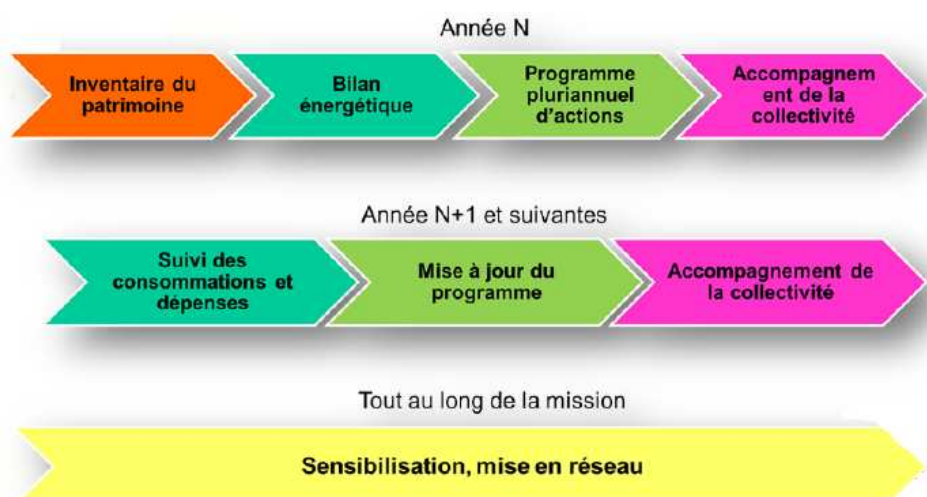 Année N
Inventaire du
patrimoine
Bilan
énergétique
Programme
pluriannuel
d'actions
Accompagnem
ent de la
collectivité
Année N+1 et suivantes
Suivi des
consommations et
dépenses
Mise à jour du
programme
Accompagnement de
la collectivité
Tout au long de la mission
Sensibilisation, mise en réseau